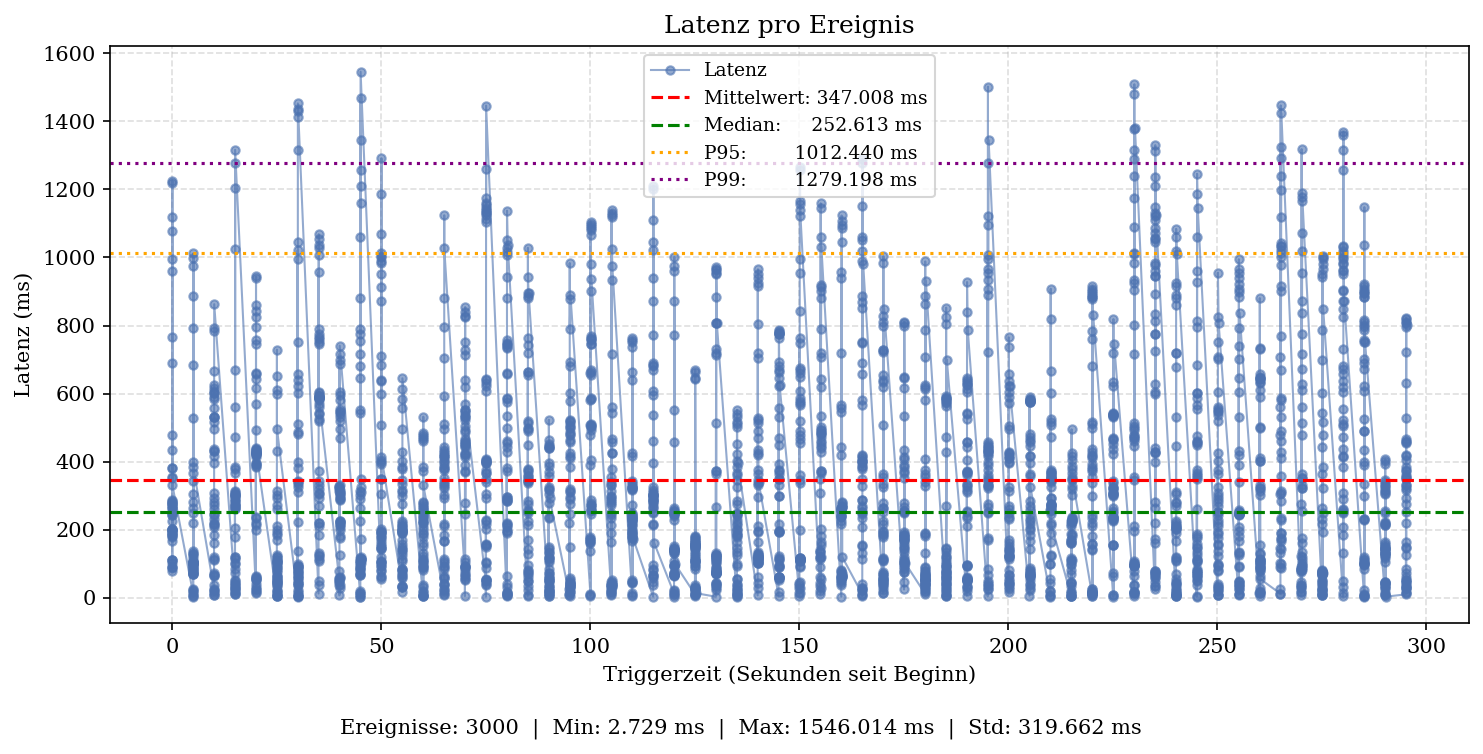 Latenz pro Ereignis
Latenz (ms)
1600
1400
1200
1000
800
600
400
200
0
Latenz
Mittelwert: 347.008 ms
Median: 252.613 ms
P95: 1012.440 ms
P99: 1279.198 ms
0 50 100 150 200 250 300
Triggerzeit (Sekunden seit Beginn)
Ereignisse: 3000 | Min: 2.729 ms | Max: 1546.014 ms | Std: 319.662 ms